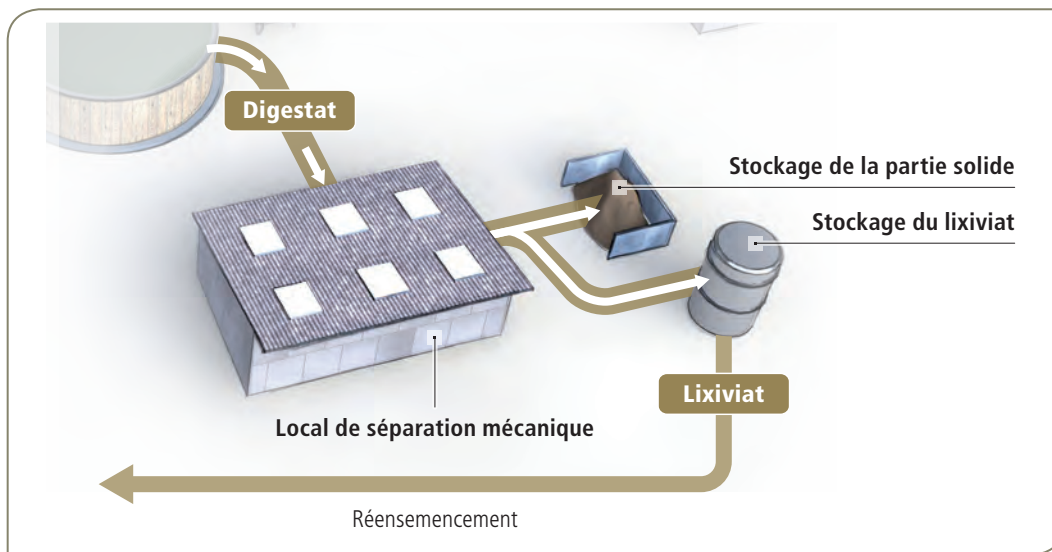 Digestat
Stockage de la partie solide
Stockage du lixiviat
Lixiviat
Local de séparation mécanique
Réensemencement